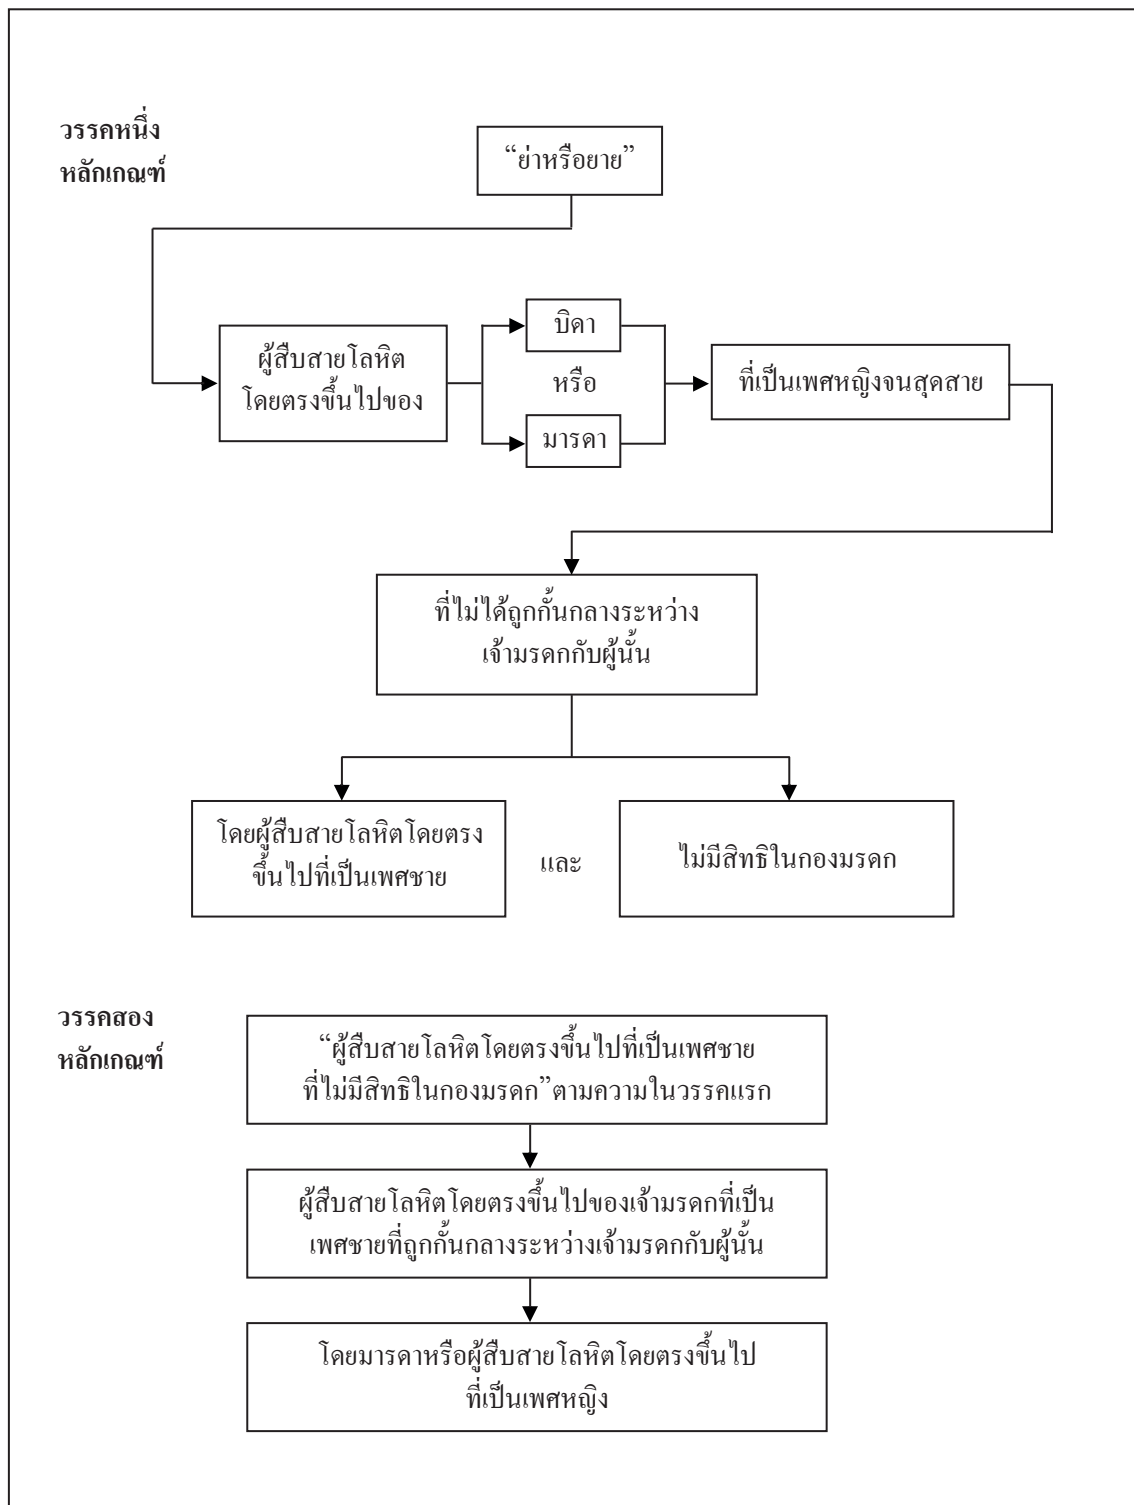 วรรคหนึ่ง
หลักเกณฑ์
“ย่าหรือยาย”
ผู้สืบสายโลหิต
โดยตรงขึ้นไปของ
บิดา
หรือ
มารดา
ที่เป็นเพศหญิงจนสุดสาย
ที่ไม่ได้ถูกกั้นกลางระหว่าง
เจ้ามรดกกับผู้นั้น
โดยผู้สืบสายโลหิตโดยตรง
ขึ้นไปที่เป็นเพศชาย
และ
ไม่มีสิทธิในกองมรดก
วรรคสอง
หลักเกณฑ์
“ผู้สืบสายโลหิตโดยตรงขึ้นไปที่เป็นเพศชาย
ที่ไม่มีสิทธิในกองมรดก”ตามความในวรรคแรก
ผู้สืบสายโลหิตโดยตรงขึ้นไปของเจ้ามรดกที่เป็น
เพศชายที่ถูกกั้นกลางระหว่างเจ้ามรดกกับผู้นั้น
โดยมารดาหรือผู้สืบสายโลหิตโดยตรงขึ้นไป
ที่เป็นเพศหญิง